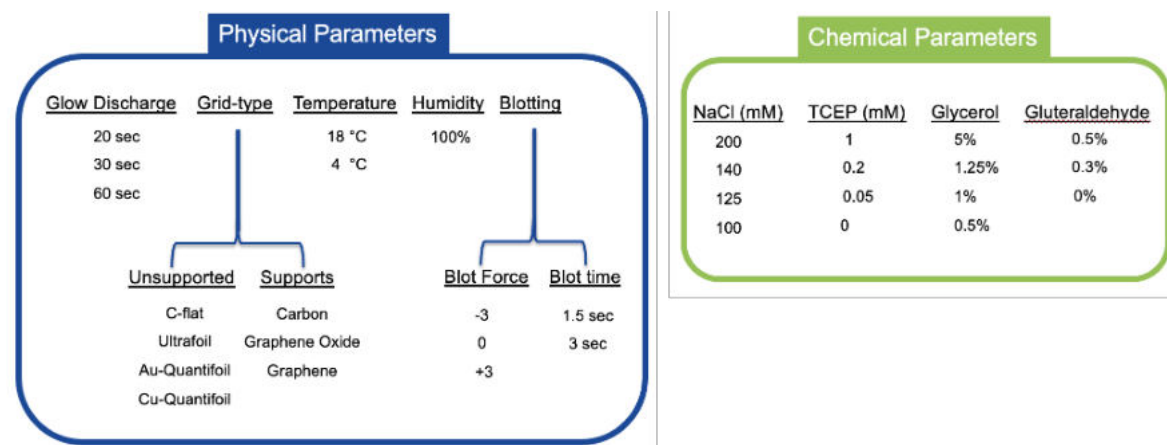 Physical Parameters
Glow Discharge Grid-type Temperature Humidity Blotting
20 sec 18 °C 100%
30 sec 4 °C
60 sec
Unsupported Supports Blot Force Blot time
C-flat Carbon -3 1.5 sec
Ultrafoil Graphene Oxide 0 3 sec
Au-Quantifoil Graphene +3
Cu-Quantifoil
Chemical Parameters
NaCl (mM) TCEP (mM) Glycerol Gluteraldehyde
200 1 5% 0.5%
140 0.2 1.25% 0.3%
125 0.05 1% 0%
100 0 0.5%